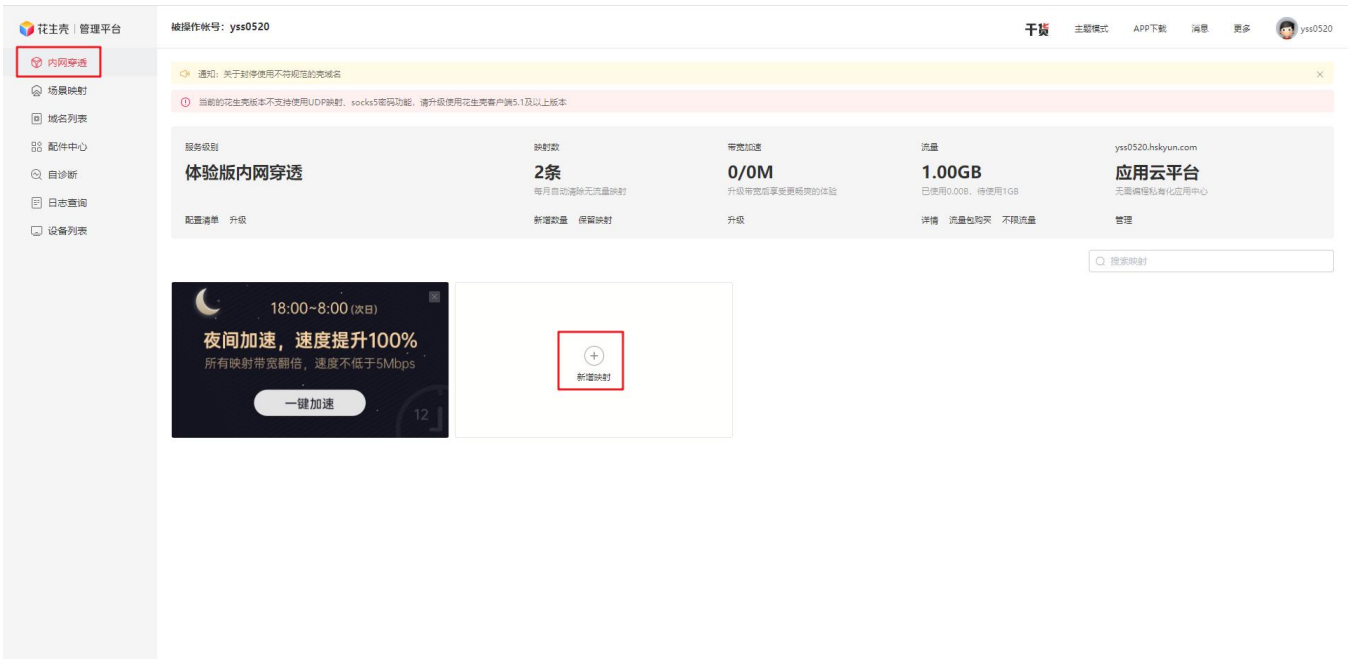 花生壳 | 管理平台
被操作帐号：yss0520
干货
主题模式
APP下载
消息
更多
yss0520
内网穿透
场景映射
域名列表
配件中心
自诊断
日志查询
设备列表
通知：关于封停使用不符规范的壳域名
当前的花生壳版本不支持使用UDP映射、socks5密码功能，请升级使用花生壳客户端5.1及以上版本
服务级别
体验版内网穿透
配置清单 升级
映射数
2条
每月自动清除无流量映射
新增数量 保留映射
带宽加速
0/0M
升级带宽后享受更畅爽的体验
升级
流量
1.00GB
已使用0.00B、待使用1GB
详情 流量包购买 不限流量
yss0520.hskyun.com
应用云平台
无需编程私有化应用中心
管理
搜索映射
18:00~8:00 (次日)
夜间加速，速度提升100%
所有映射带宽翻倍，速度不低于5Mbps
一键加速
12
新增映射